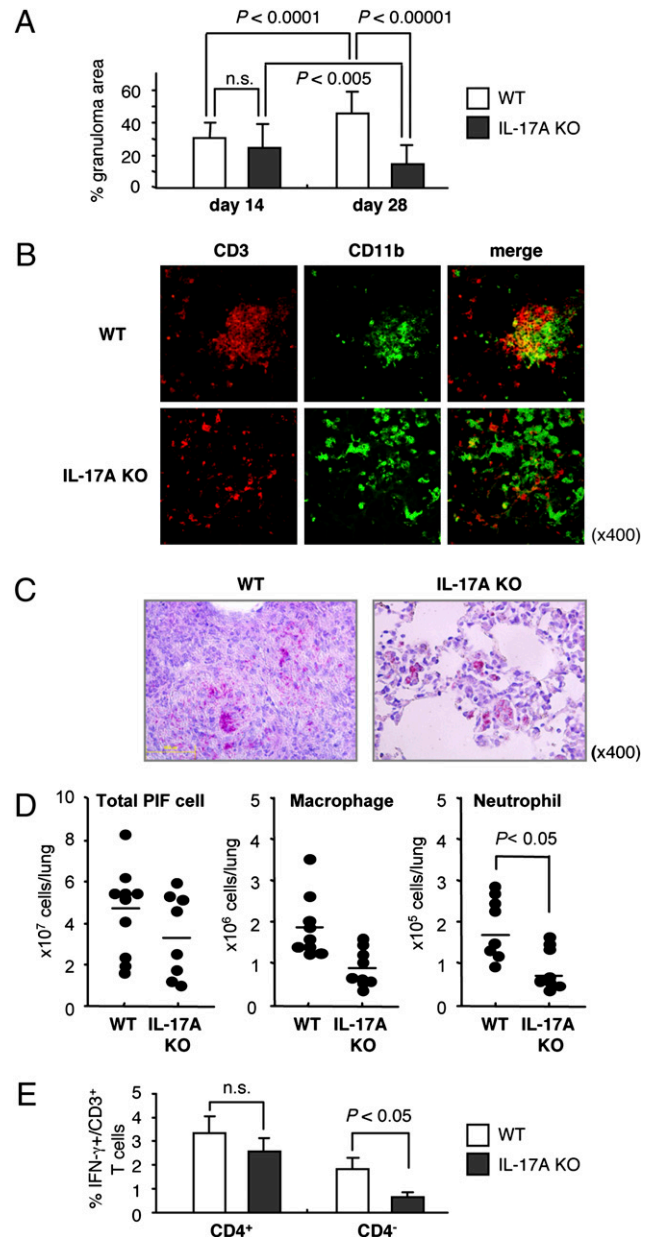 A
P < 0.0001 P < 0.00001
n.s. P < 0.005
% granuloma area
60
40
20
0
day 14 day 28
WT
IL-17A KO
B
CD3 CD11b merge
WT
IL-17A KO
(x400)
C
WT IL-17A KO
(x400)
D
Total PIF cell Macrophage Neutrophil
P< 0.05
x10⁷ cells/lung
10
8
6
4
2
0
WT IL-17A
KO
x10⁶ cells/lung
5
4
3
2
1
0
WT IL-17A
KO
x10⁵ cells/lung
5
4
3
2
1
0
WT IL-17A
KO
E
n.s.
P < 0.05
% IFN-γ+/CD3⁺
T cells
5
4
3
2
1
0
CD4⁺ CD4⁻
WT
IL-17A KO